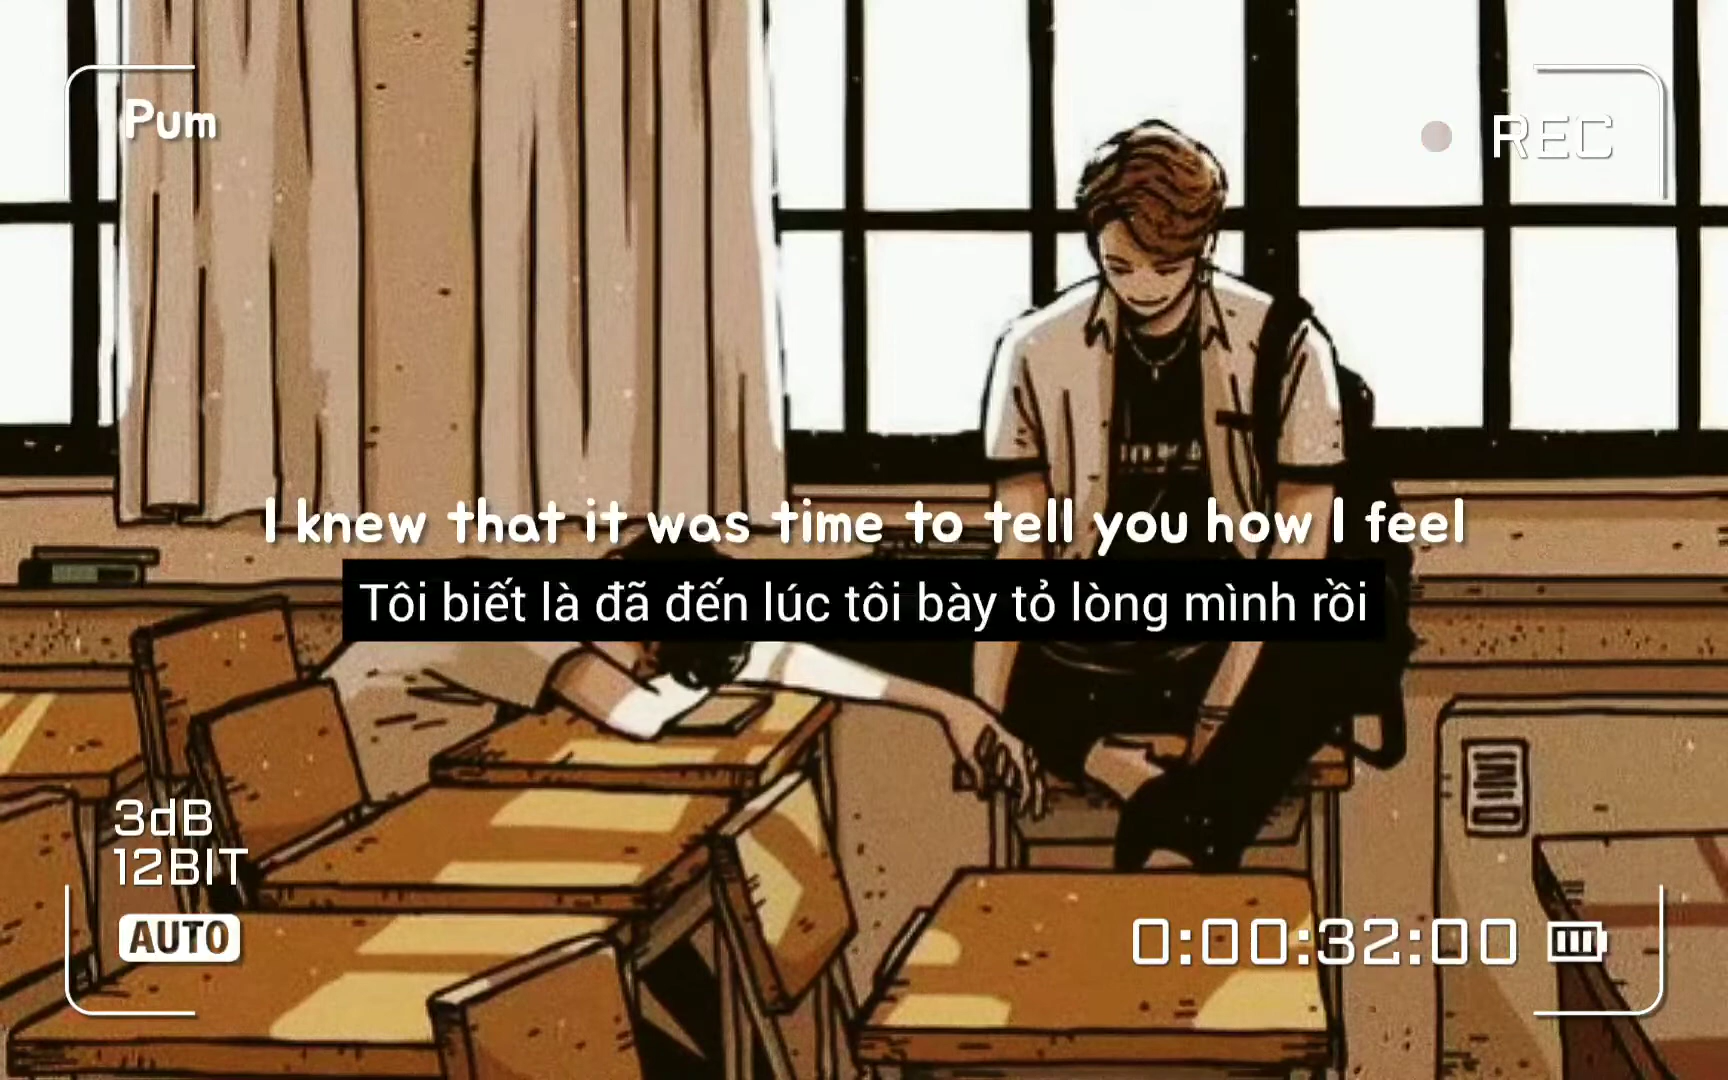 Pum
REC
I knew that it was time to tell you how I feel
Tôi biết là đã đến lúc tôi bày tỏ lòng mình rồi
3dB
12BIT
AUTO
0:00:32:00